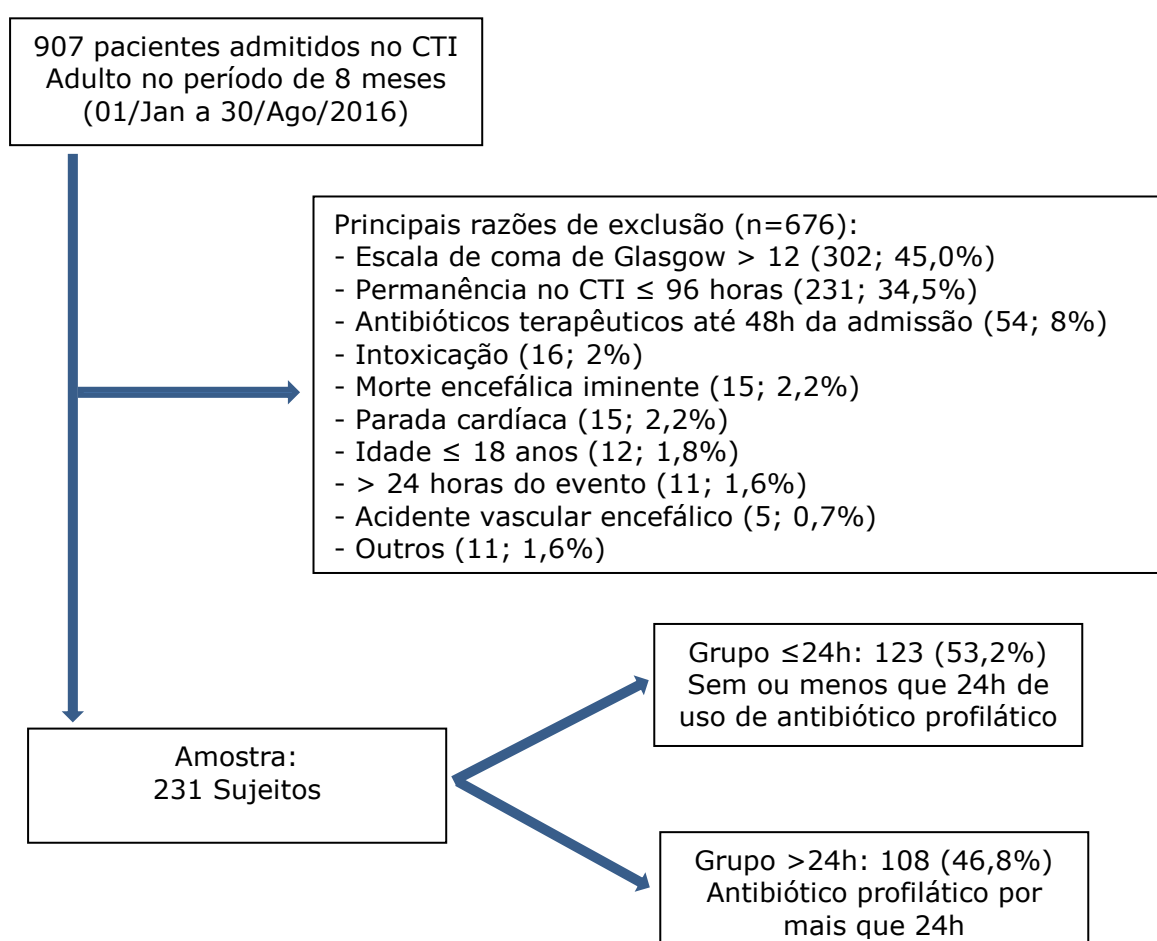 907 pacientes admitidos no CTI
Adulto no período de 8 meses
(01/Jan a 30/Ago/2016)
Principais razões de exclusão (n=676):
- Escala de coma de Glasgow > 12 (302; 45,0%)
- Permanência no CTI ≤ 96 horas (231; 34,5%)
- Antibióticos terapêuticos até 48h da admissão (54; 8%)
- Intoxicação (16; 2%)
- Morte encefálica iminente (15; 2,2%)
- Parada cardíaca (15; 2,2%)
- Idade ≤ 18 anos (12; 1,8%)
- > 24 horas do evento (11; 1,6%)
- Acidente vascular encefálico (5; 0,7%)
- Outros (11; 1,6%)
Grupo ≤24h: 123 (53,2%)
Sem ou menos que 24h de
uso de antibiótico profilático
Amostra:
231 Sujeitos
Grupo >24h: 108 (46,8%)
Antibiótico profilático por
mais que 24h